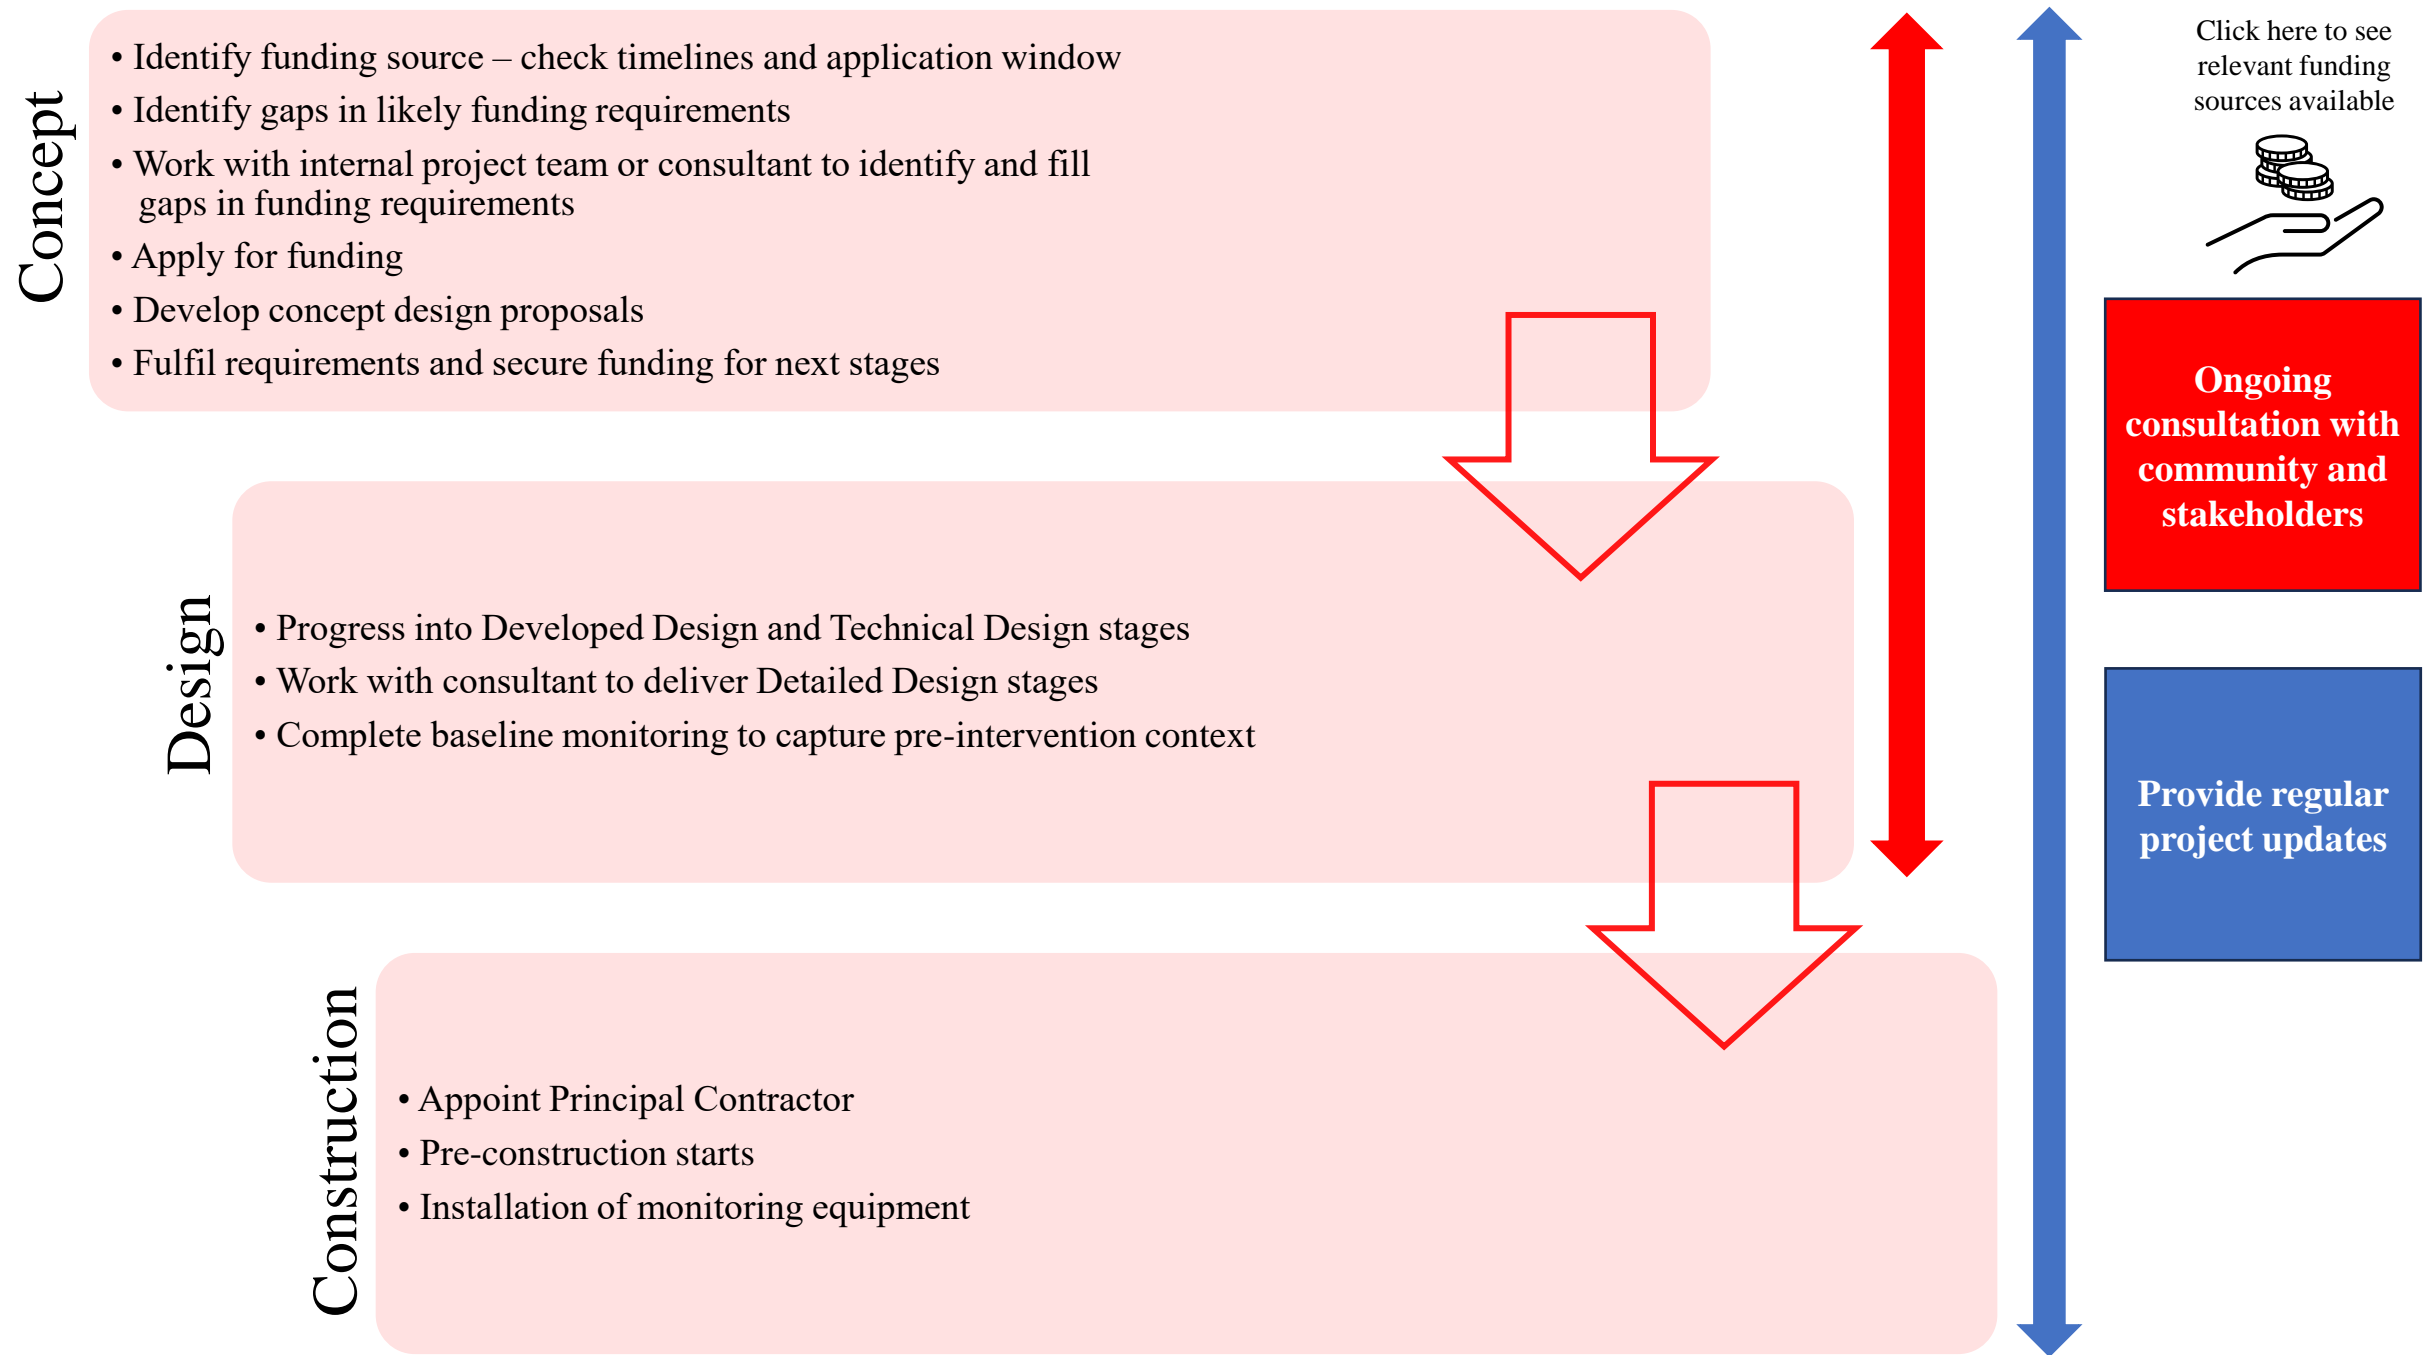 Concept
• Identify funding source – check timelines and application window
• Identify gaps in likely funding requirements
• Work with internal project team or consultant to identify and fill
gaps in funding requirements
• Apply for funding
• Develop concept design proposals
• Fulfil requirements and secure funding for next stages
Design
• Progress into Developed Design and Technical Design stages
• Work with consultant to deliver Detailed Design stages
• Complete baseline monitoring to capture pre-intervention context
Construction
• Appoint Principal Contractor
• Pre-construction starts
• Installation of monitoring equipment
Click here to see
relevant funding
sources available
Ongoing
consultation with
community and
stakeholders
Provide regular
project updates